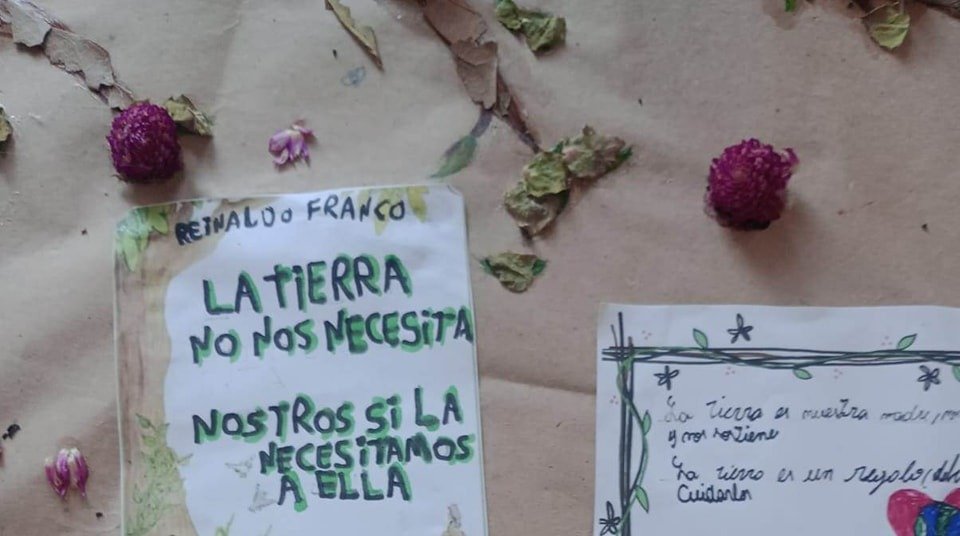 REINALDO FRANCO
LA TIERRA
NO NOS NECESITA
NOSTROS SI LA
NECESITAMOS
A ELLA
La tierra es nuestra madre,
y nos sostiene
La tierra es un regalo
Cuidarlos